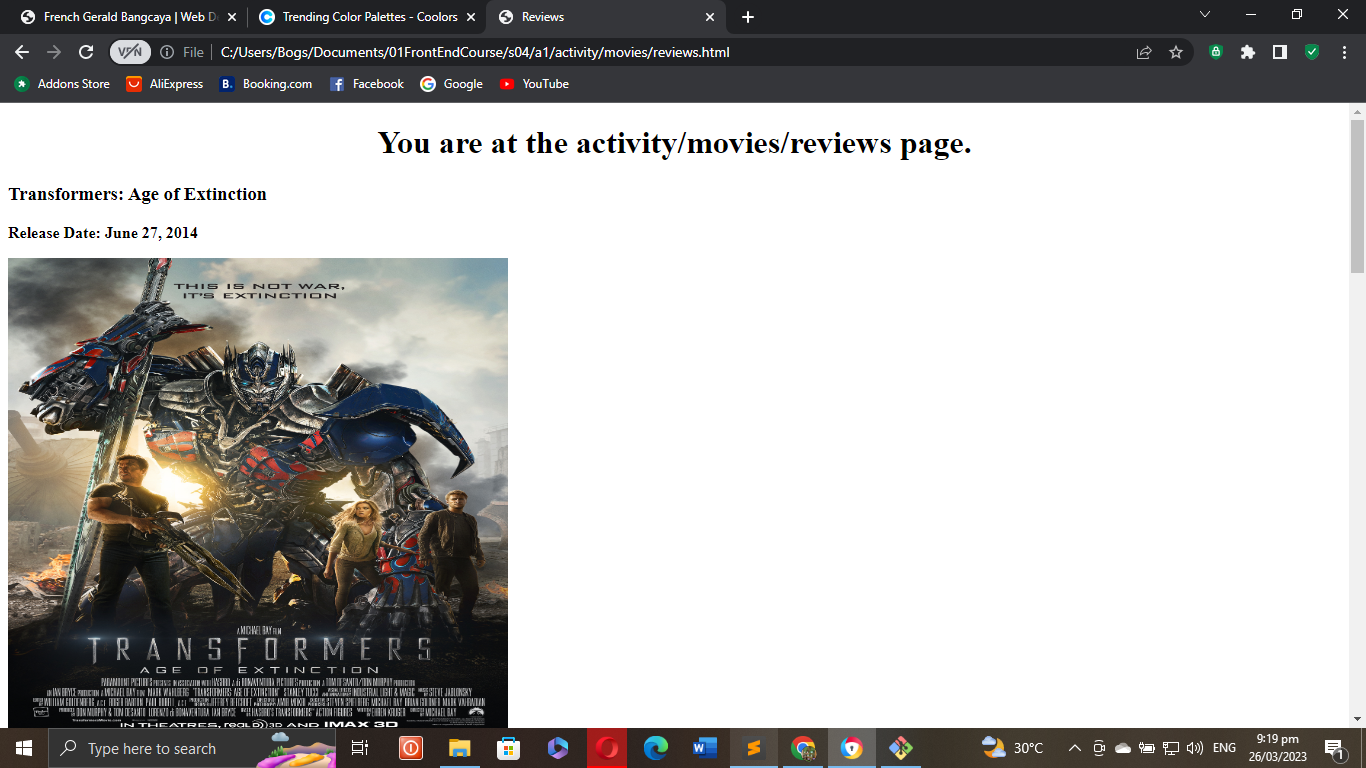 French Gerald Bangcaya | Web D
Trending Color Palettes - Coolors
Reviews
VPN
File
C:/Users/Bogs/Documents/01FrontEndCourse/s04/a1/activity/movies/reviews.html
Addons Store
AliExpress
B.
Booking.com
Facebook
Google
YouTube
You are at the activity/movies/reviews page.
Transformers: Age of Extinction
Release Date: June 27, 2014
THIS IS NOT WAR,
IT'S EXTINCTION
A MICHAEL BAY FILM
TRANSFORMERS
AGE OF EXTINCTION
IN THEATRES, REAL D 3D AND IMAX 3D
Type here to search
30°C
ENG
9:19 pm
26/03/2023
1